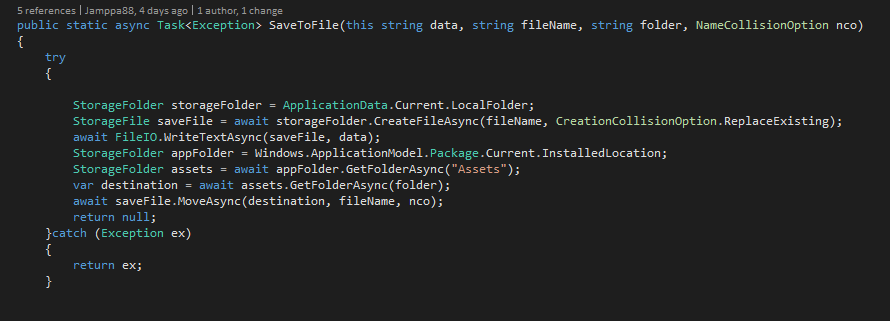 5 references | Jamppa88, 4 days ago | 1 author, 1 change
public static async Task<Exception> SaveToFile(this string data, string fileName, string folder, NameCollisionOption nco)
{
    try
    {
        StorageFolder storageFolder = ApplicationData.Current.LocalFolder;
        StorageFile saveFile = await storageFolder.CreateFileAsync(fileName, CreationCollisionOption.ReplaceExisting);
        await FileIO.WriteTextAsync(saveFile, data);
        StorageFolder appFolder = Windows.ApplicationModel.Package.Current.InstalledLocation;
        StorageFolder assets = await appFolder.GetFolderAsync("Assets");
        var destination = await assets.GetFolderAsync(folder);
        await saveFile.MoveAsync(destination, fileName, nco);
        return null;
    }catch (Exception ex)
    {
        return ex;
    }